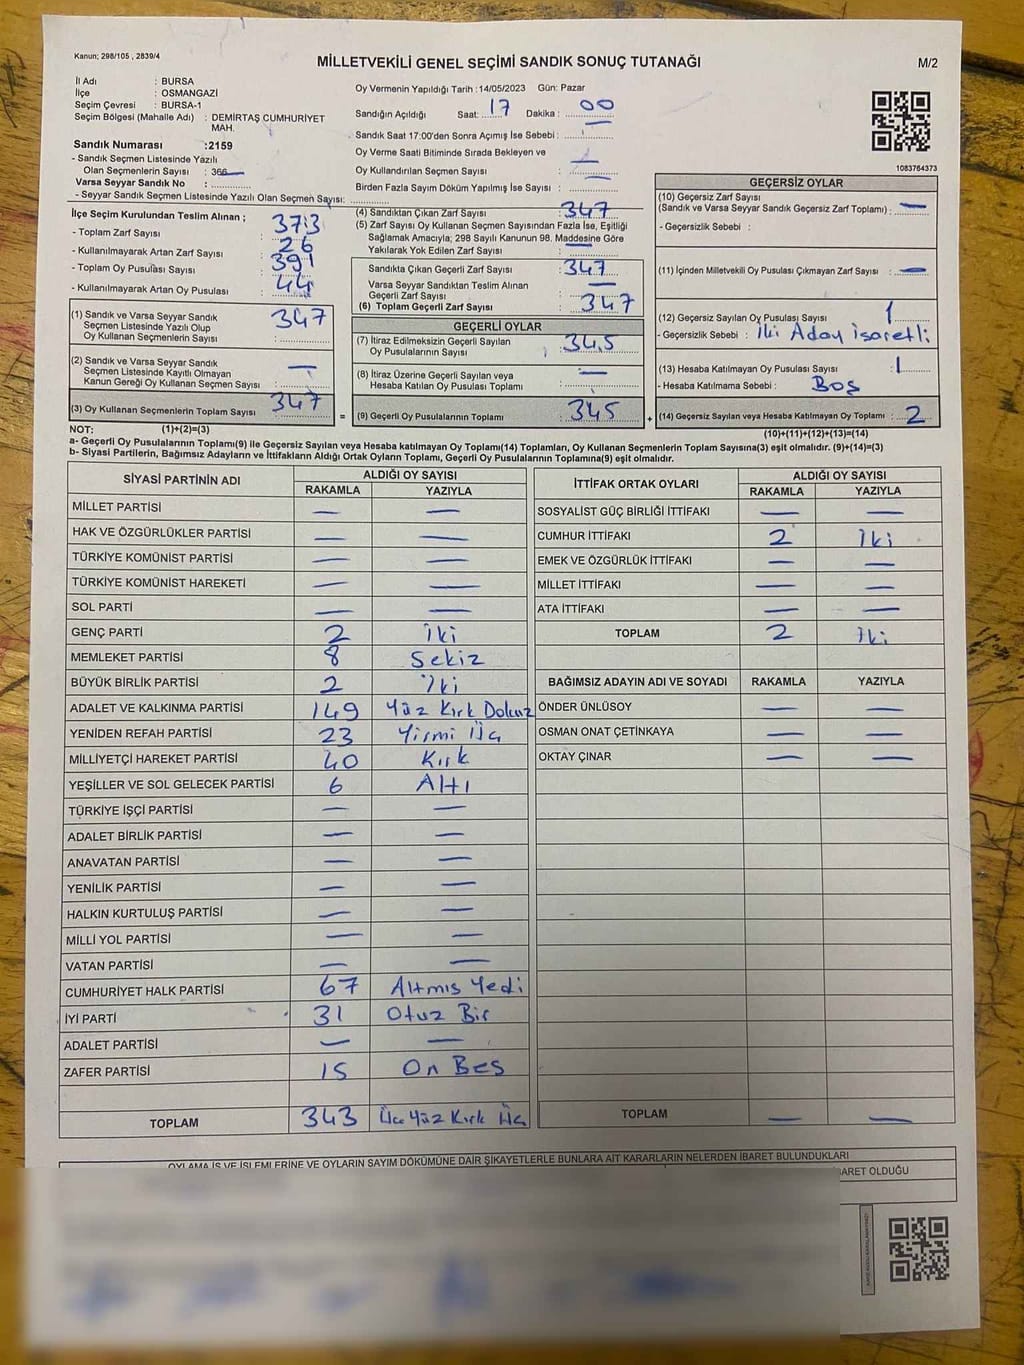 Kanun; 298/105 , 2839/4
MİLLETVEKİLİ GENEL SEÇİMİ SANDIK SONUÇ TUTANAĞI
M/2
İl Adı : BURSA
İlçe : OSMANGAZİ
Seçim Çevresi : BURSA-1
Seçim Bölgesi (Mahalle Adı) : DEMİRTAŞ CUMHURİYET
MAH.
Sandık Numarası :2159
- Sandık Seçmen Listesinde Yazılı
Olan Seçmenlerin Sayısı : 366
Varsa Seyyar Sandık No :
- Seyyar Sandık Seçmen Listesinde Yazılı Olan Seçmen Sayısı:
Oy Vermenin Yapıldığı Tarih :14/05/2023 Gün: Pazar
Sandığın Açıldığı Saat: 17 Dakika : 00
Sandık Saat 17:00'den Sonra Açımış İse Sebebi : —
Oy Verme Saati Bitiminde Sırada Bekleyen ve
Oy Kullandırılan Seçmen Sayısı : —
Birden Fazla Sayım Döküm Yapılmış İse Sayısı : —
1083764373
İlçe Seçim Kurulundan Teslim Alınan ;
- Toplam Zarf Sayısı : 373
- Kullanılmayarak Artan Zarf Sayısı : 26
- Toplam Oy Pusulası Sayısı : 391
- Kullanılmayarak Artan Oy Pusulası : 44
(1) Sandık ve Varsa Seyyar Sandık
Seçmen Listesinde Yazılı Olup
Oy Kullanan Seçmenlerin Sayısı : 347
(2) Sandık ve Varsa Seyyar Sandık
Seçmen Listesinde Kayıtlı Olmayan
Kanun Gereği Oy Kullanan Seçmen Sayısı : —
(3) Oy Kullanan Seçmenlerin Toplam Sayısı : 347
(4) Sandıktan Çıkan Zarf Sayısı : 347
(5) Zarf Sayısı Oy Kullanan Seçmen Sayısından Fazla İse, Eşitliği
Sağlamak Amacıyla; 298 Sayılı Kanunun 98. Maddesine Göre
Yakılarak Yok Edilen Zarf Sayısı : —
Sandıkta Çıkan Geçerli Zarf Sayısı : 347
Varsa Seyyar Sandıktan Teslim Alınan
Geçerli Zarf Sayısı : —
(6) Toplam Geçerli Zarf Sayısı : 347
GEÇERLİ OYLAR
(7) İtiraz Edilmeksizin Geçerli Sayılan
Oy Pusulalarının Sayısı : 345
(8) İtiraz Üzerine Geçerli Sayılan veya
Hesaba Katılan Oy Pusulası Toplamı : —
= (9) Geçerli Oy Pusulalarının Toplamı : 345
GEÇERSİZ OYLAR
(10) Geçersiz Zarf Sayısı
(Sandık ve Varsa Seyyar Sandık Geçersiz Zarf Toplamı) : —
- Geçersizlik Sebebi :
(11) İçinden Milletvekili Oy Pusulası Çıkmayan Zarf Sayısı : —
(12) Geçersiz Sayılan Oy Pusulası Sayısı : 1
- Geçersizlik Sebebi : İki Aday isaretli
(13) Hesaba Katılmayan Oy Pusulası Sayısı : 1
- Hesaba Katılmama Sebebi : Boş
+ (14) Geçersiz Sayılan veya Hesaba Katılmayan Oy Toplamı : 2
NOT: (1)+(2)=(3)
(10)+(11)+(12)+(13)=(14)
a- Geçerli Oy Pusulalarının Toplamı(9) ile Geçersiz Sayılan veya Hesaba katılmayan Oy Toplamı(14) Toplamları, Oy Kullanan Seçmenlerin Toplam Sayısına(3) eşit olmalıdır. (9)+(14)=(3)
b- Siyasi Partilerin, Bağımsız Adayların ve İttifakların Aldığı Ortak Oyların Toplamı, Geçerli Oy Pusulalarının Toplamına(9) eşit olmalıdır.
SİYASİ PARTİNİN ADI ALDIĞI OY SAYISI
RAKAMLA YAZIYLA
MİLLET PARTİSİ — —
HAK VE ÖZGÜRLÜKLER PARTİSİ — —
TÜRKİYE KOMÜNİST PARTİSİ — —
TÜRKİYE KOMÜNİST HAREKETİ — —
SOL PARTİ — —
GENÇ PARTİ 2 iki
MEMLEKET PARTİSİ 8 Sekiz
BÜYÜK BİRLİK PARTİSİ 2 İki
ADALET VE KALKINMA PARTİSİ 149 Yüz Kırk Dokuz
YENİDEN REFAH PARTİSİ 23 Yirmi Üç
MİLLİYETÇİ HAREKET PARTİSİ 40 Kırk
YEŞİLLER VE SOL GELECEK PARTİSİ 6 Altı
TÜRKİYE İŞÇİ PARTİSİ — —
ADALET BİRLİK PARTİSİ — —
ANAVATAN PARTİSİ — —
YENİLİK PARTİSİ — —
HALKIN KURTULUŞ PARTİSİ — —
MİLLİ YOL PARTİSİ — —
VATAN PARTİSİ — —
CUMHURİYET HALK PARTİSİ 67 Altmış Yedi
İYİ PARTİ 31 Otuz Bir
ADALET PARTİSİ — —
ZAFER PARTİSİ 15 On Beş
TOPLAM 343 Üç Yüz Kırk Üç
İTTİFAK ORTAK OYLARI ALDIĞI OY SAYISI
RAKAMLA YAZIYLA
SOSYALİST GÜÇ BİRLİĞİ İTTİFAKI — —
CUMHUR İTTİFAKI 2 İki
EMEK VE ÖZGÜRLÜK İTTİFAKI — —
MİLLET İTTİFAKI — —
ATA İTTİFAKI — —
TOPLAM 2 İki
BAĞIMSIZ ADAYIN ADI VE SOYADI RAKAMLA YAZIYLA
ÖNDER ÜNLÜSOY — —
OSMAN ONAT ÇETİNKAYA — —
OKTAY ÇINAR — —
TOPLAM — —
OYLAMA İŞ VE İŞLEMLERİNE VE OYLARIN SAYIM DÖKÜMÜNE DAİR ŞİKAYETLERLE BUNLARA AİT KARARLARIN NELERDEN İBARET BULUNDUKLARI
OLDUĞU